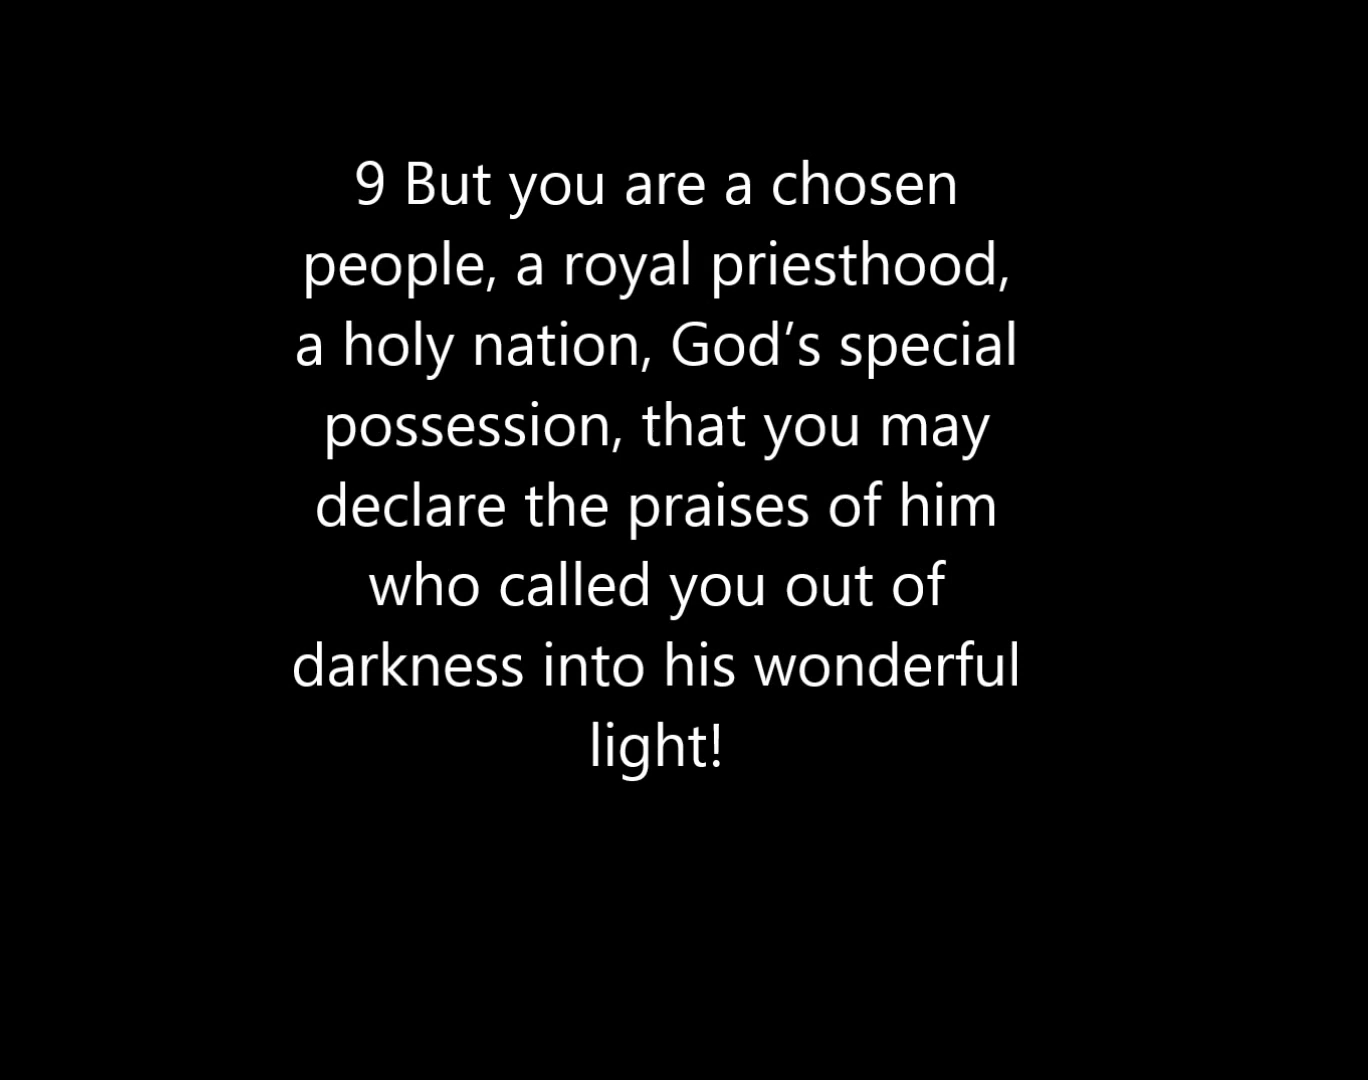 9 But you are a chosen
people, a royal priesthood,
a holy nation, God’s special
possession, that you may
declare the praises of him
who called you out of
darkness into his wonderful
light!